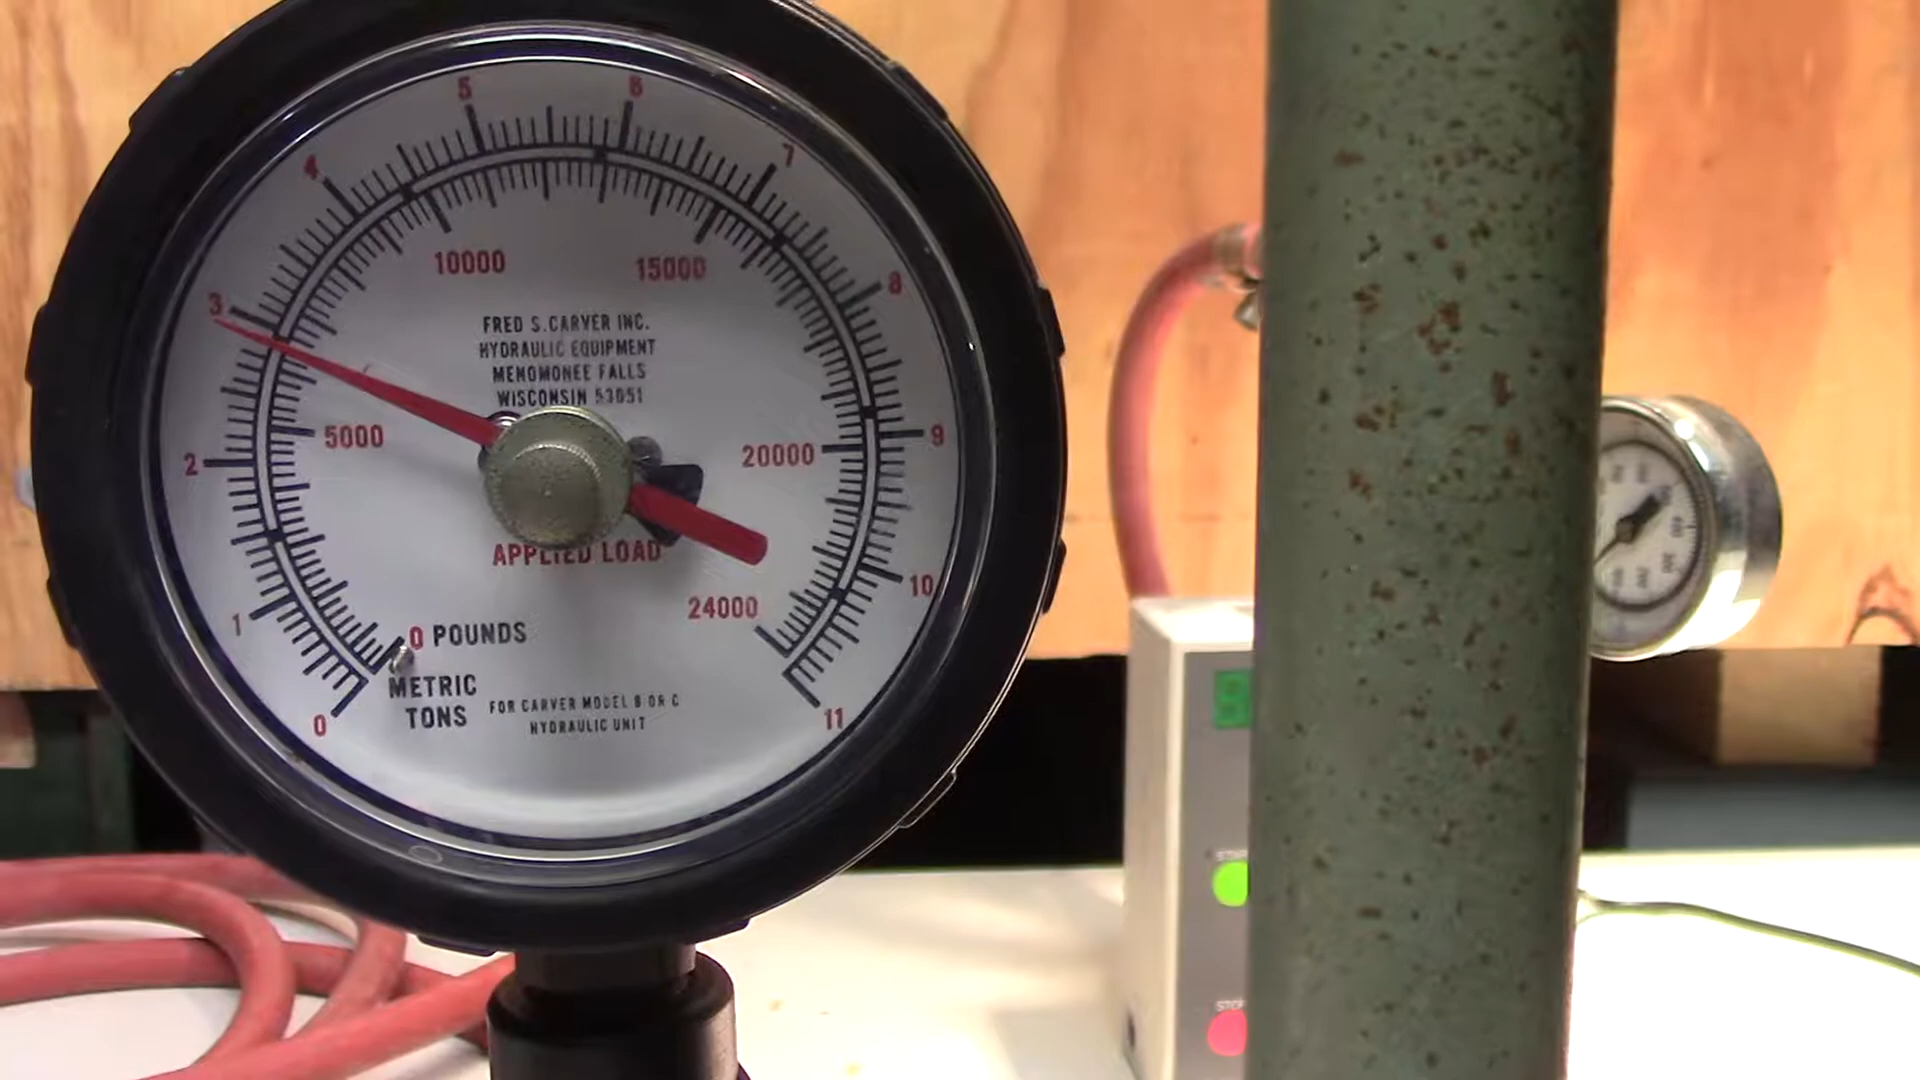 5
6
4
7
10000
15000
3
8
FRED S. CARVER INC.
HYDRAULIC EQUIPMENT
MENOMONEE FALLS
WISCONSIN 53051
5000
9
2
20000
APPLIED LOAD
10
24000
1
0 POUNDS
METRIC
TONS
FOR CARVER MODEL B OR C
HYDRAULIC UNIT
0
11